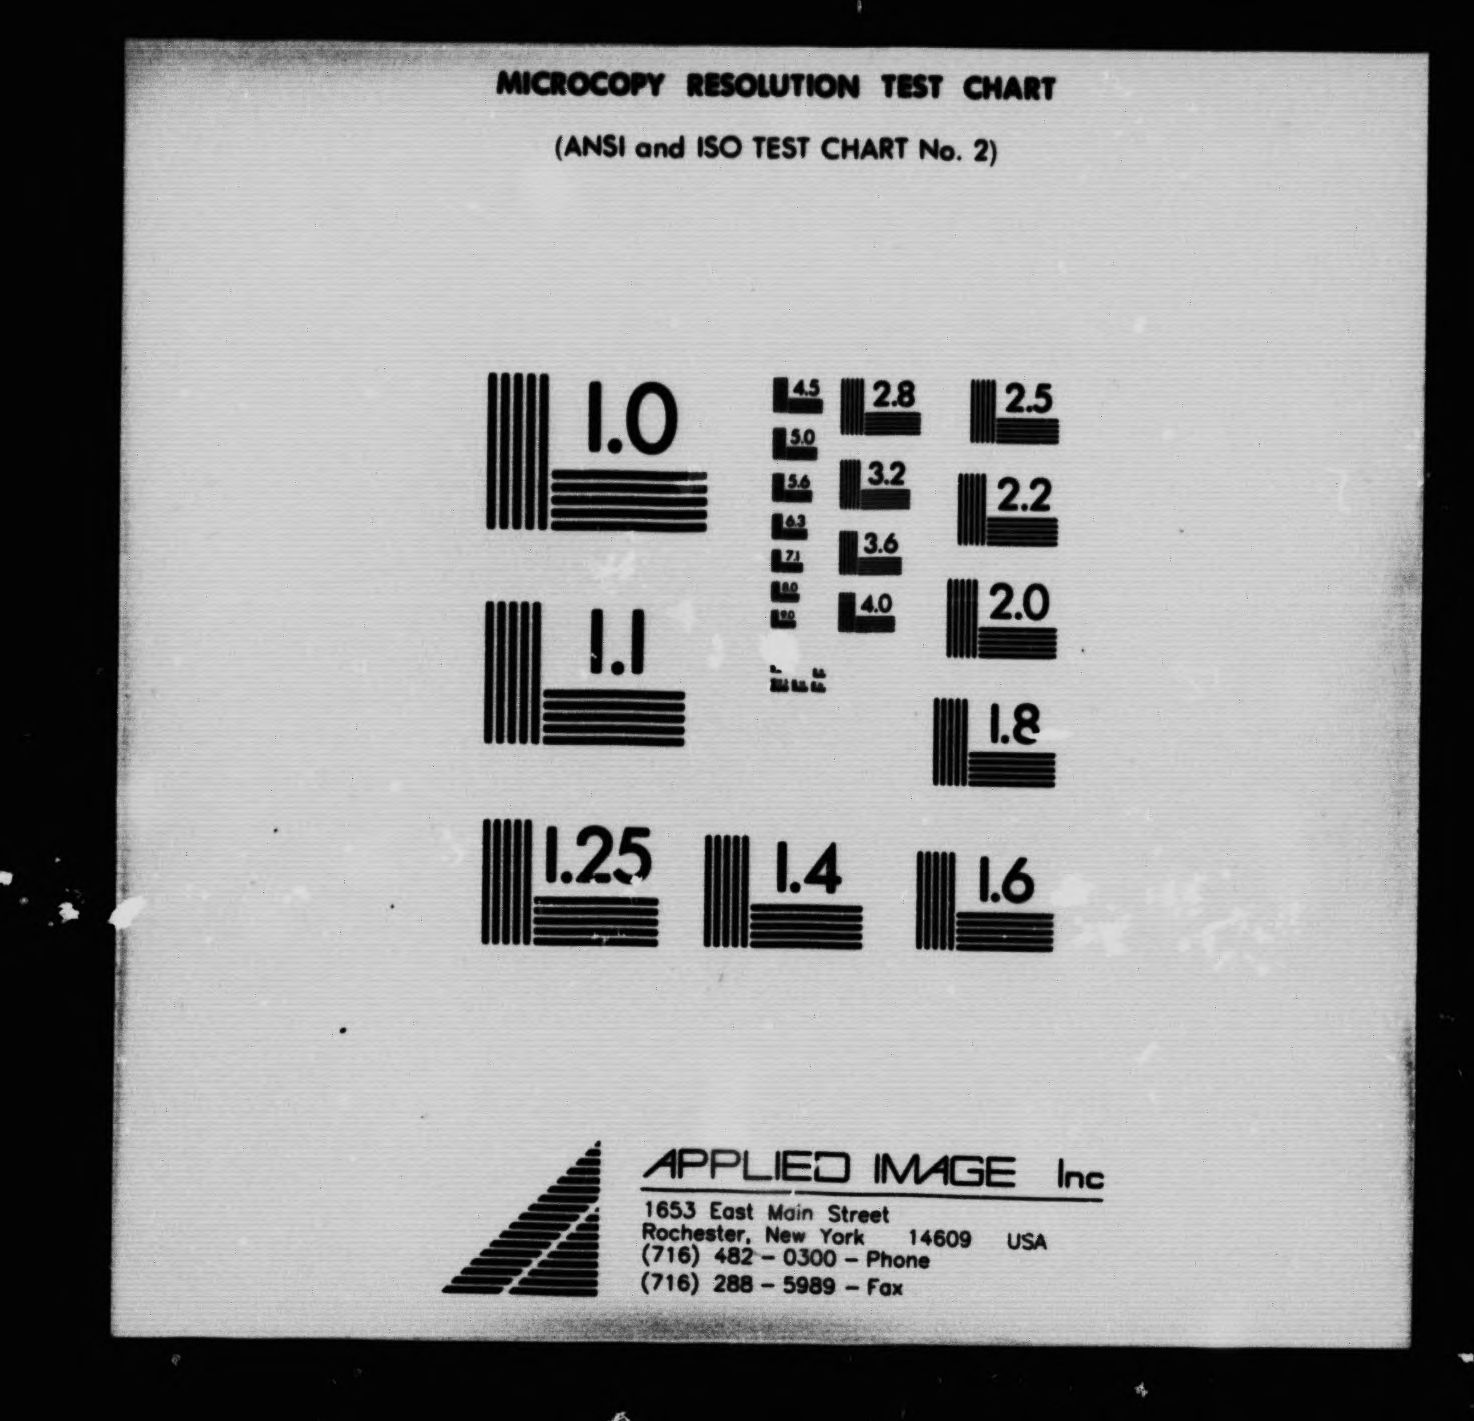 MICROCOPY RESOLUTION TEST CHART
(ANSI and ISO TEST CHART No. 2)
1.0
4.5
2.8
2.5
5.0
3.2
2.2
5.6
6.3
3.6
7.1
2.0
8.0
4.0
9.0
1.1
1.8
1.25
1.4
1.6
APPLIED IMAGE Inc
1653 East Main Street
Rochester, New York 14609 USA
(716) 482 - 0300 - Phone
(716) 288 - 5989 - Fax